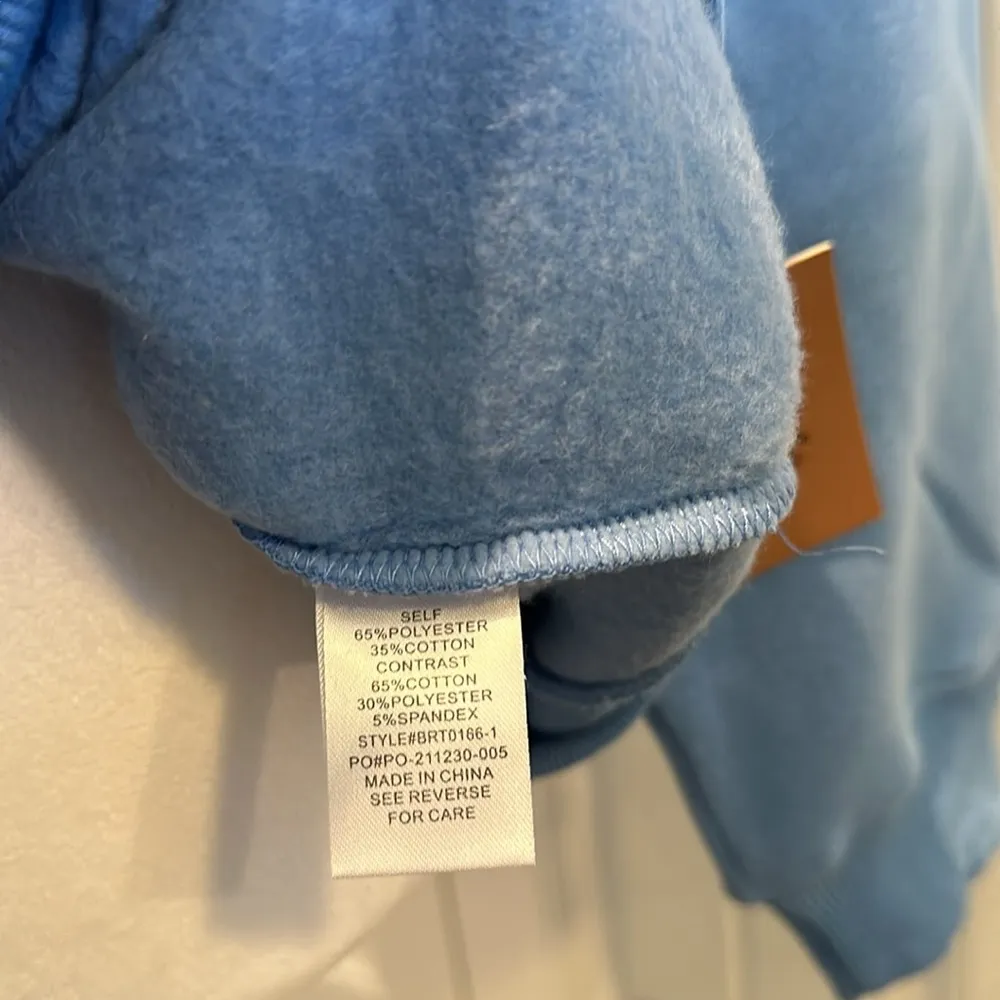 SELF
65%POLYESTER
35%COTTON
CONTRAST
65%COTTON
30%POLYESTER
5%SPANDEX
STYLE#BRT0166-1
PO#PO-211230-005
MADE IN CHINA
SEE REVERSE
FOR CARE